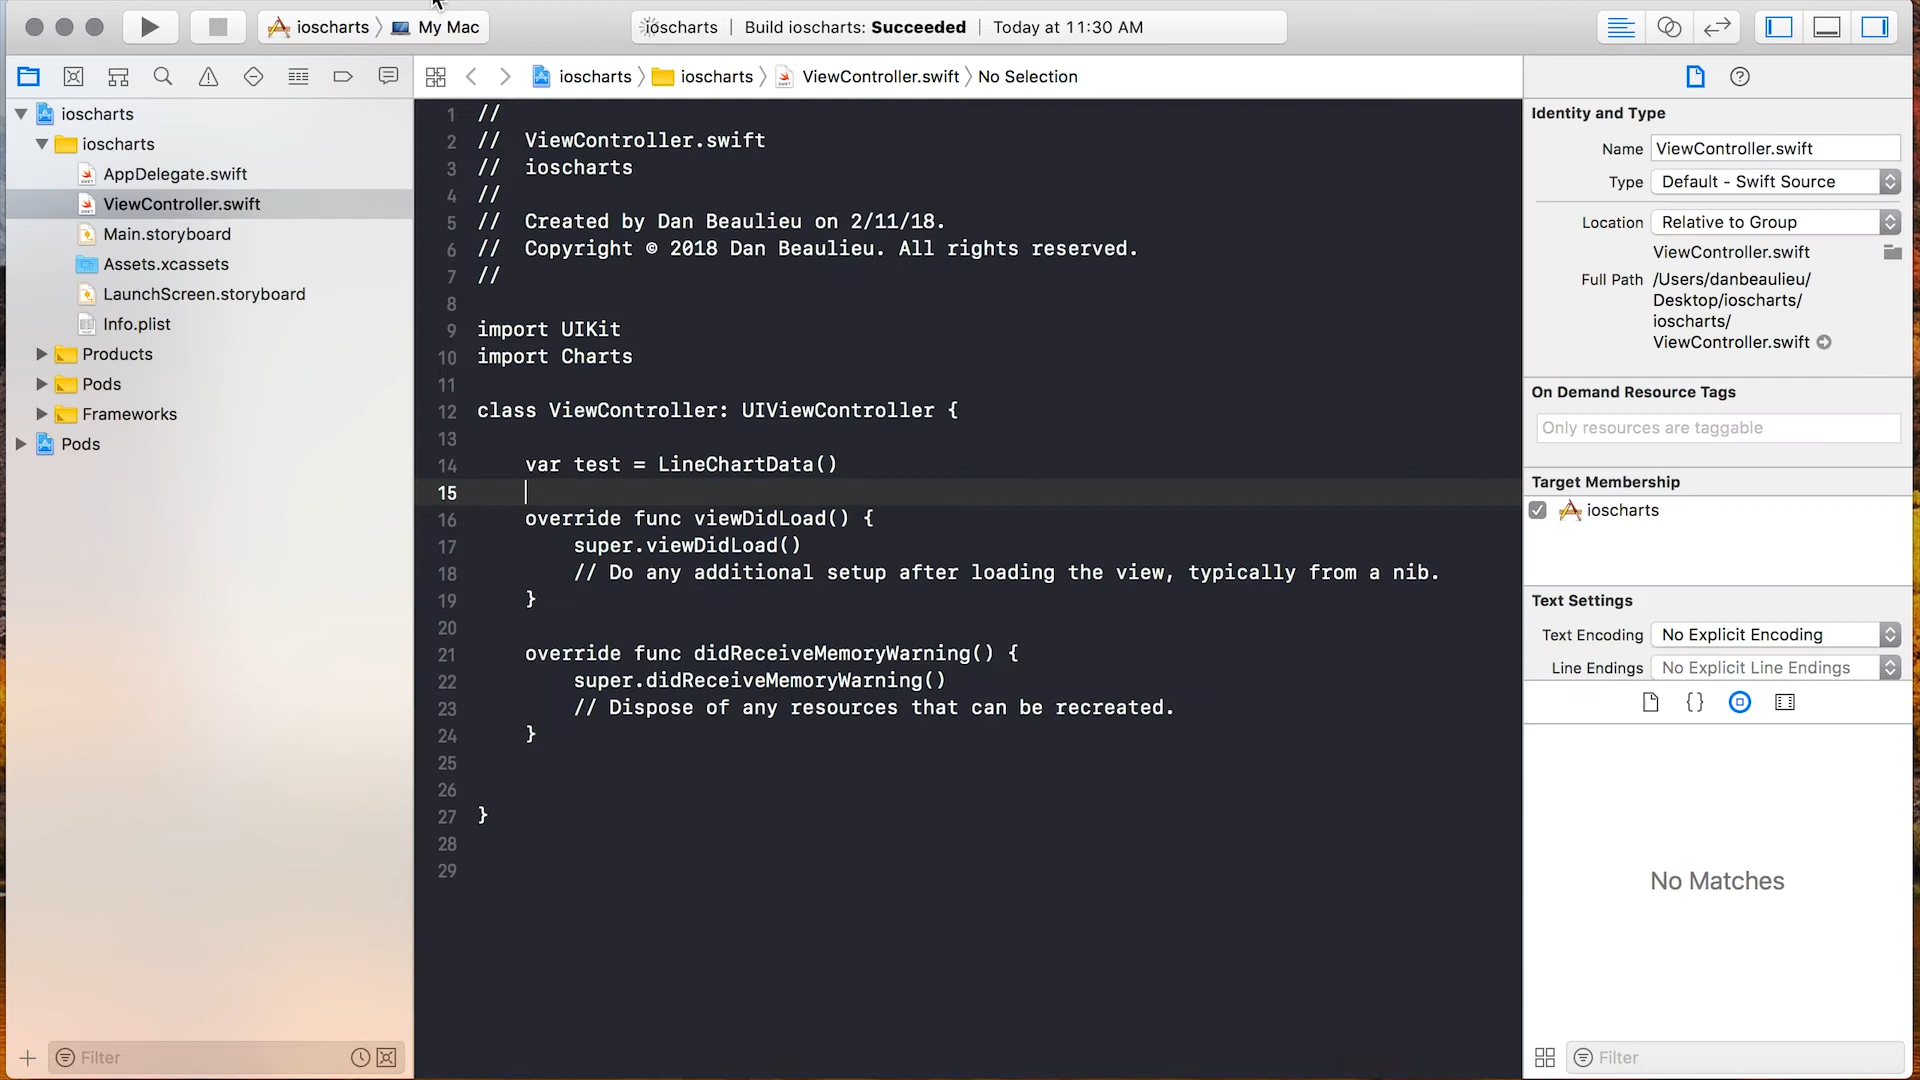 ioscharts
My Mac
ioscharts
Build ioscharts: Succeeded
Today at 11:30 AM
ioscharts
ioscharts
ViewController.swift
No Selection
ioscharts
ioscharts
AppDelegate.swift
ViewController.swift
Main.storyboard
Assets.xcassets
LaunchScreen.storyboard
Info.plist
Products
Pods
Frameworks
Pods
Filter
1 //
2 // ViewController.swift
3 // ioscharts
4 //
5 // Created by Dan Beaulieu on 2/11/18.
6 // Copyright © 2018 Dan Beaulieu. All rights reserved.
7 //
8
9 import UIKit
10 import Charts
11
12 class ViewController: UIViewController {
13
14 var test = LineChartData()
15
16 override func viewDidLoad() {
17 super.viewDidLoad()
18 // Do any additional setup after loading the view, typically from a nib.
19 }
20
21 override func didReceiveMemoryWarning() {
22 super.didReceiveMemoryWarning()
23 // Dispose of any resources that can be recreated.
24 }
25
26
27 }
28
29
Identity and Type
Name ViewController.swift
Type Default - Swift Source
Location Relative to Group
ViewController.swift
Full Path /Users/danbeaulieu/
Desktop/ioscharts/
ioscharts/
ViewController.swift
On Demand Resource Tags
Only resources are taggable
Target Membership
ioscharts
Text Settings
Text Encoding No Explicit Encoding
Line Endings No Explicit Line Endings
No Matches
Filter